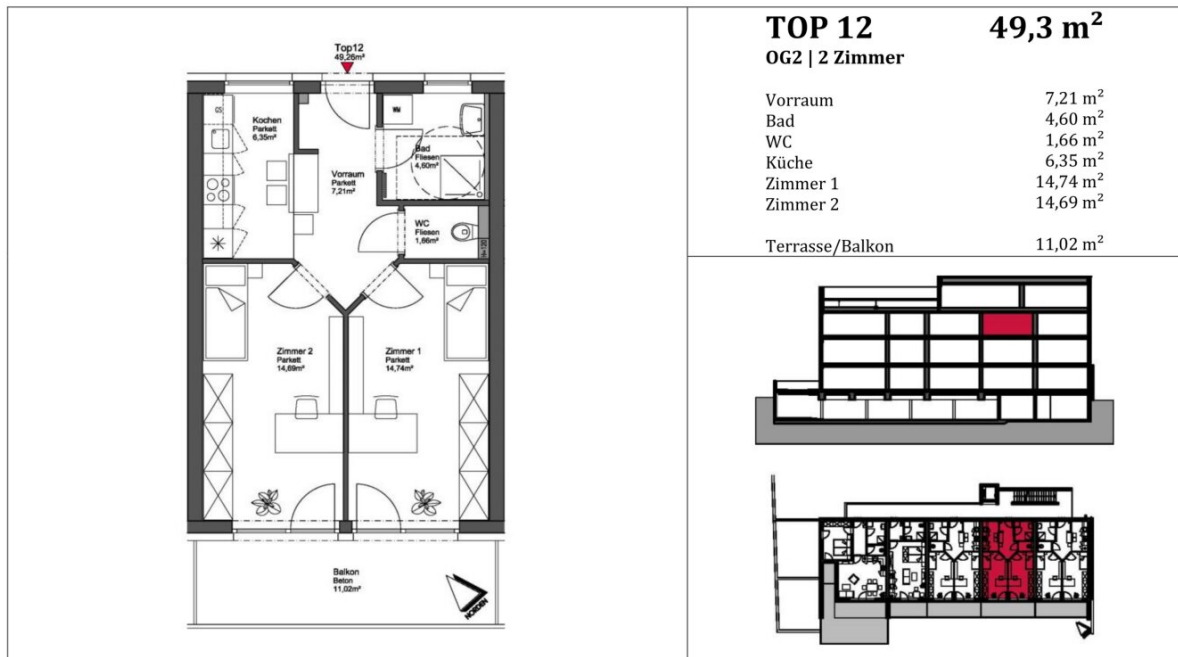 Top12
49,26m²
GS
Kochen
Parkett
6,35m²
WM
Bad
Fliesen
4,60m²
Vorraum
Parkett
7,21m²
WC
Fliesen
1,66m²
H=120
Zimmer 2
Parkett
14,69m²
Zimmer 1
Parkett
14,74m²
Balkon
Beton
11,02m²
NORDEN
TOP 12 49,3 m²
OG2 | 2 Zimmer
Vorraum 7,21 m²
Bad 4,60 m²
WC 1,66 m²
Küche 6,35 m²
Zimmer 1 14,74 m²
Zimmer 2 14,69 m²
Terrasse/Balkon 11,02 m²